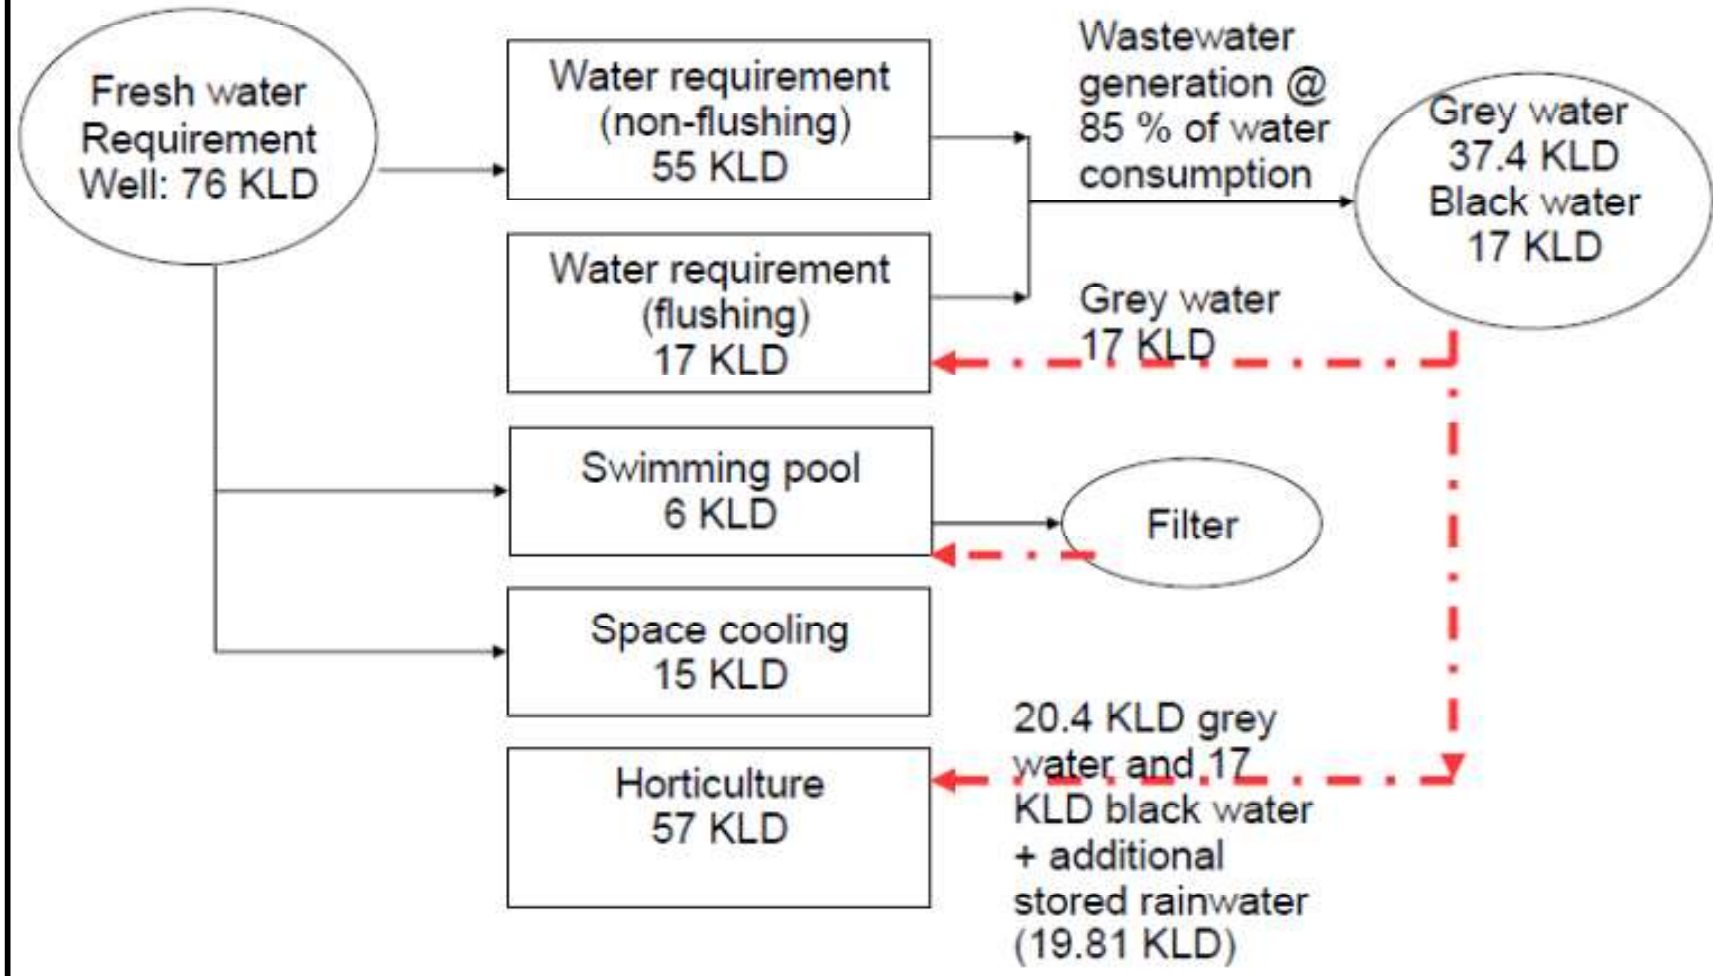 Fresh water
Requirement
Well: 76 KLD
Water requirement
(non-flushing)
55 KLD
Wastewater
generation @
85 % of water
consumption
Grey water
37.4 KLD
Black water
17 KLD
Water requirement
(flushing)
17 KLD
Grey water
17 KLD
Swimming pool
6 KLD
Filter
Space cooling
15 KLD
Horticulture
57 KLD
20.4 KLD grey
water and 17
KLD black water
+ additional
stored rainwater
(19.81 KLD)